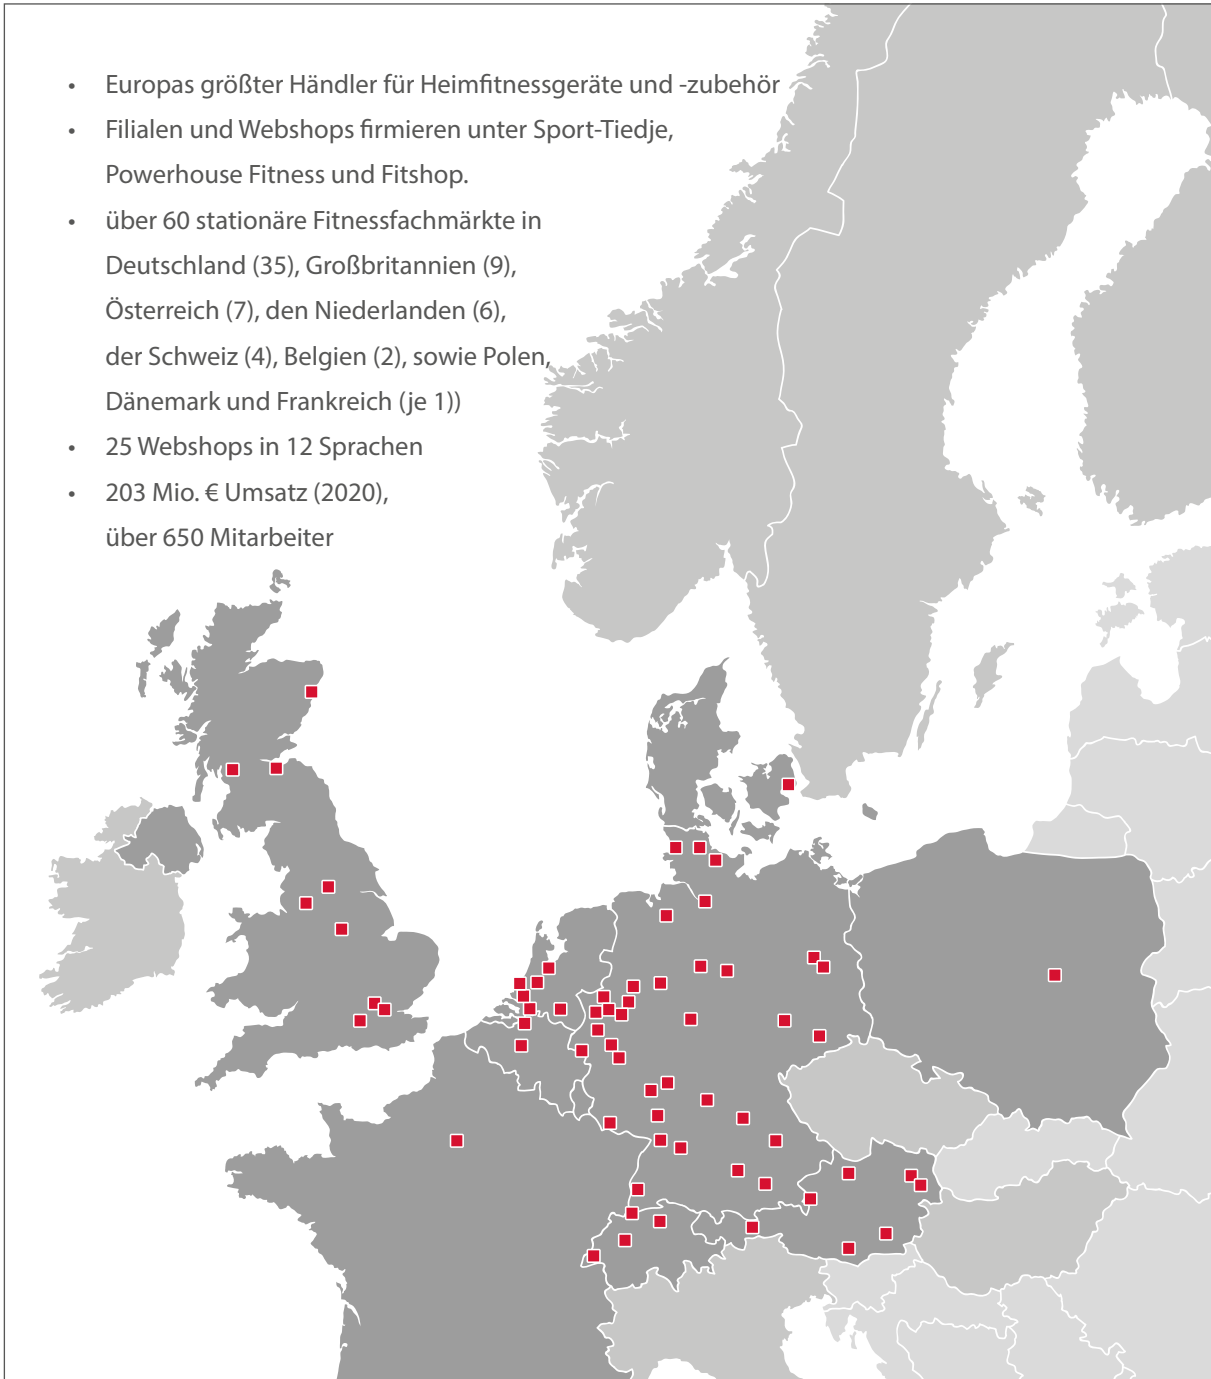 • Europas größter Händler für Heimfitnessgeräte und -zubehör
• Filialen und Webshops firmieren unter Sport-Tiedje,
Powerhouse Fitness und Fitshop.
• über 60 stationäre Fitnessfachmärkte in
Deutschland (35), Großbritannien (9),
Österreich (7), den Niederlanden (6),
der Schweiz (4), Belgien (2), sowie Polen,
Dänemark und Frankreich (je 1))
• 25 Webshops in 12 Sprachen
• 203 Mio. € Umsatz (2020),
über 650 Mitarbeiter